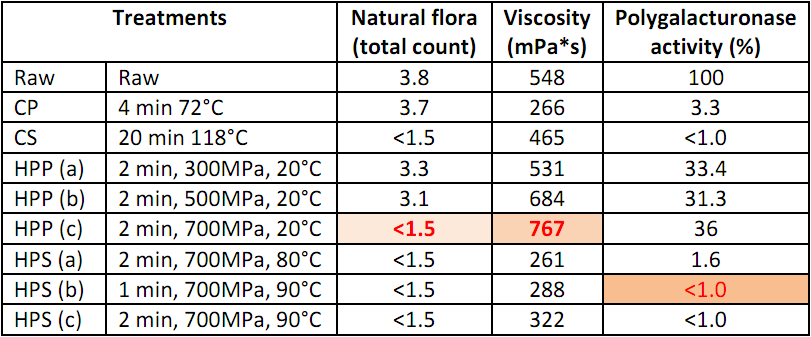 Treatments Natural flora (total count) Viscosity (mPa*s) Polygalacturonase activity (%)
Raw Raw 3.8 548 100
CP 4 min 72°C 3.7 266 3.3
CS 20 min 118°C <1.5 465 <1.0
HPP (a) 2 min, 300MPa, 20°C 3.3 531 33.4
HPP (b) 2 min, 500MPa, 20°C 3.1 684 31.3
HPP (c) 2 min, 700MPa, 20°C <1.5 767 36
HPS (a) 2 min, 700MPa, 80°C <1.5 261 1.6
HPS (b) 1 min, 700MPa, 90°C <1.5 288 <1.0
HPS (c) 2 min, 700MPa, 90°C <1.5 322 <1.0